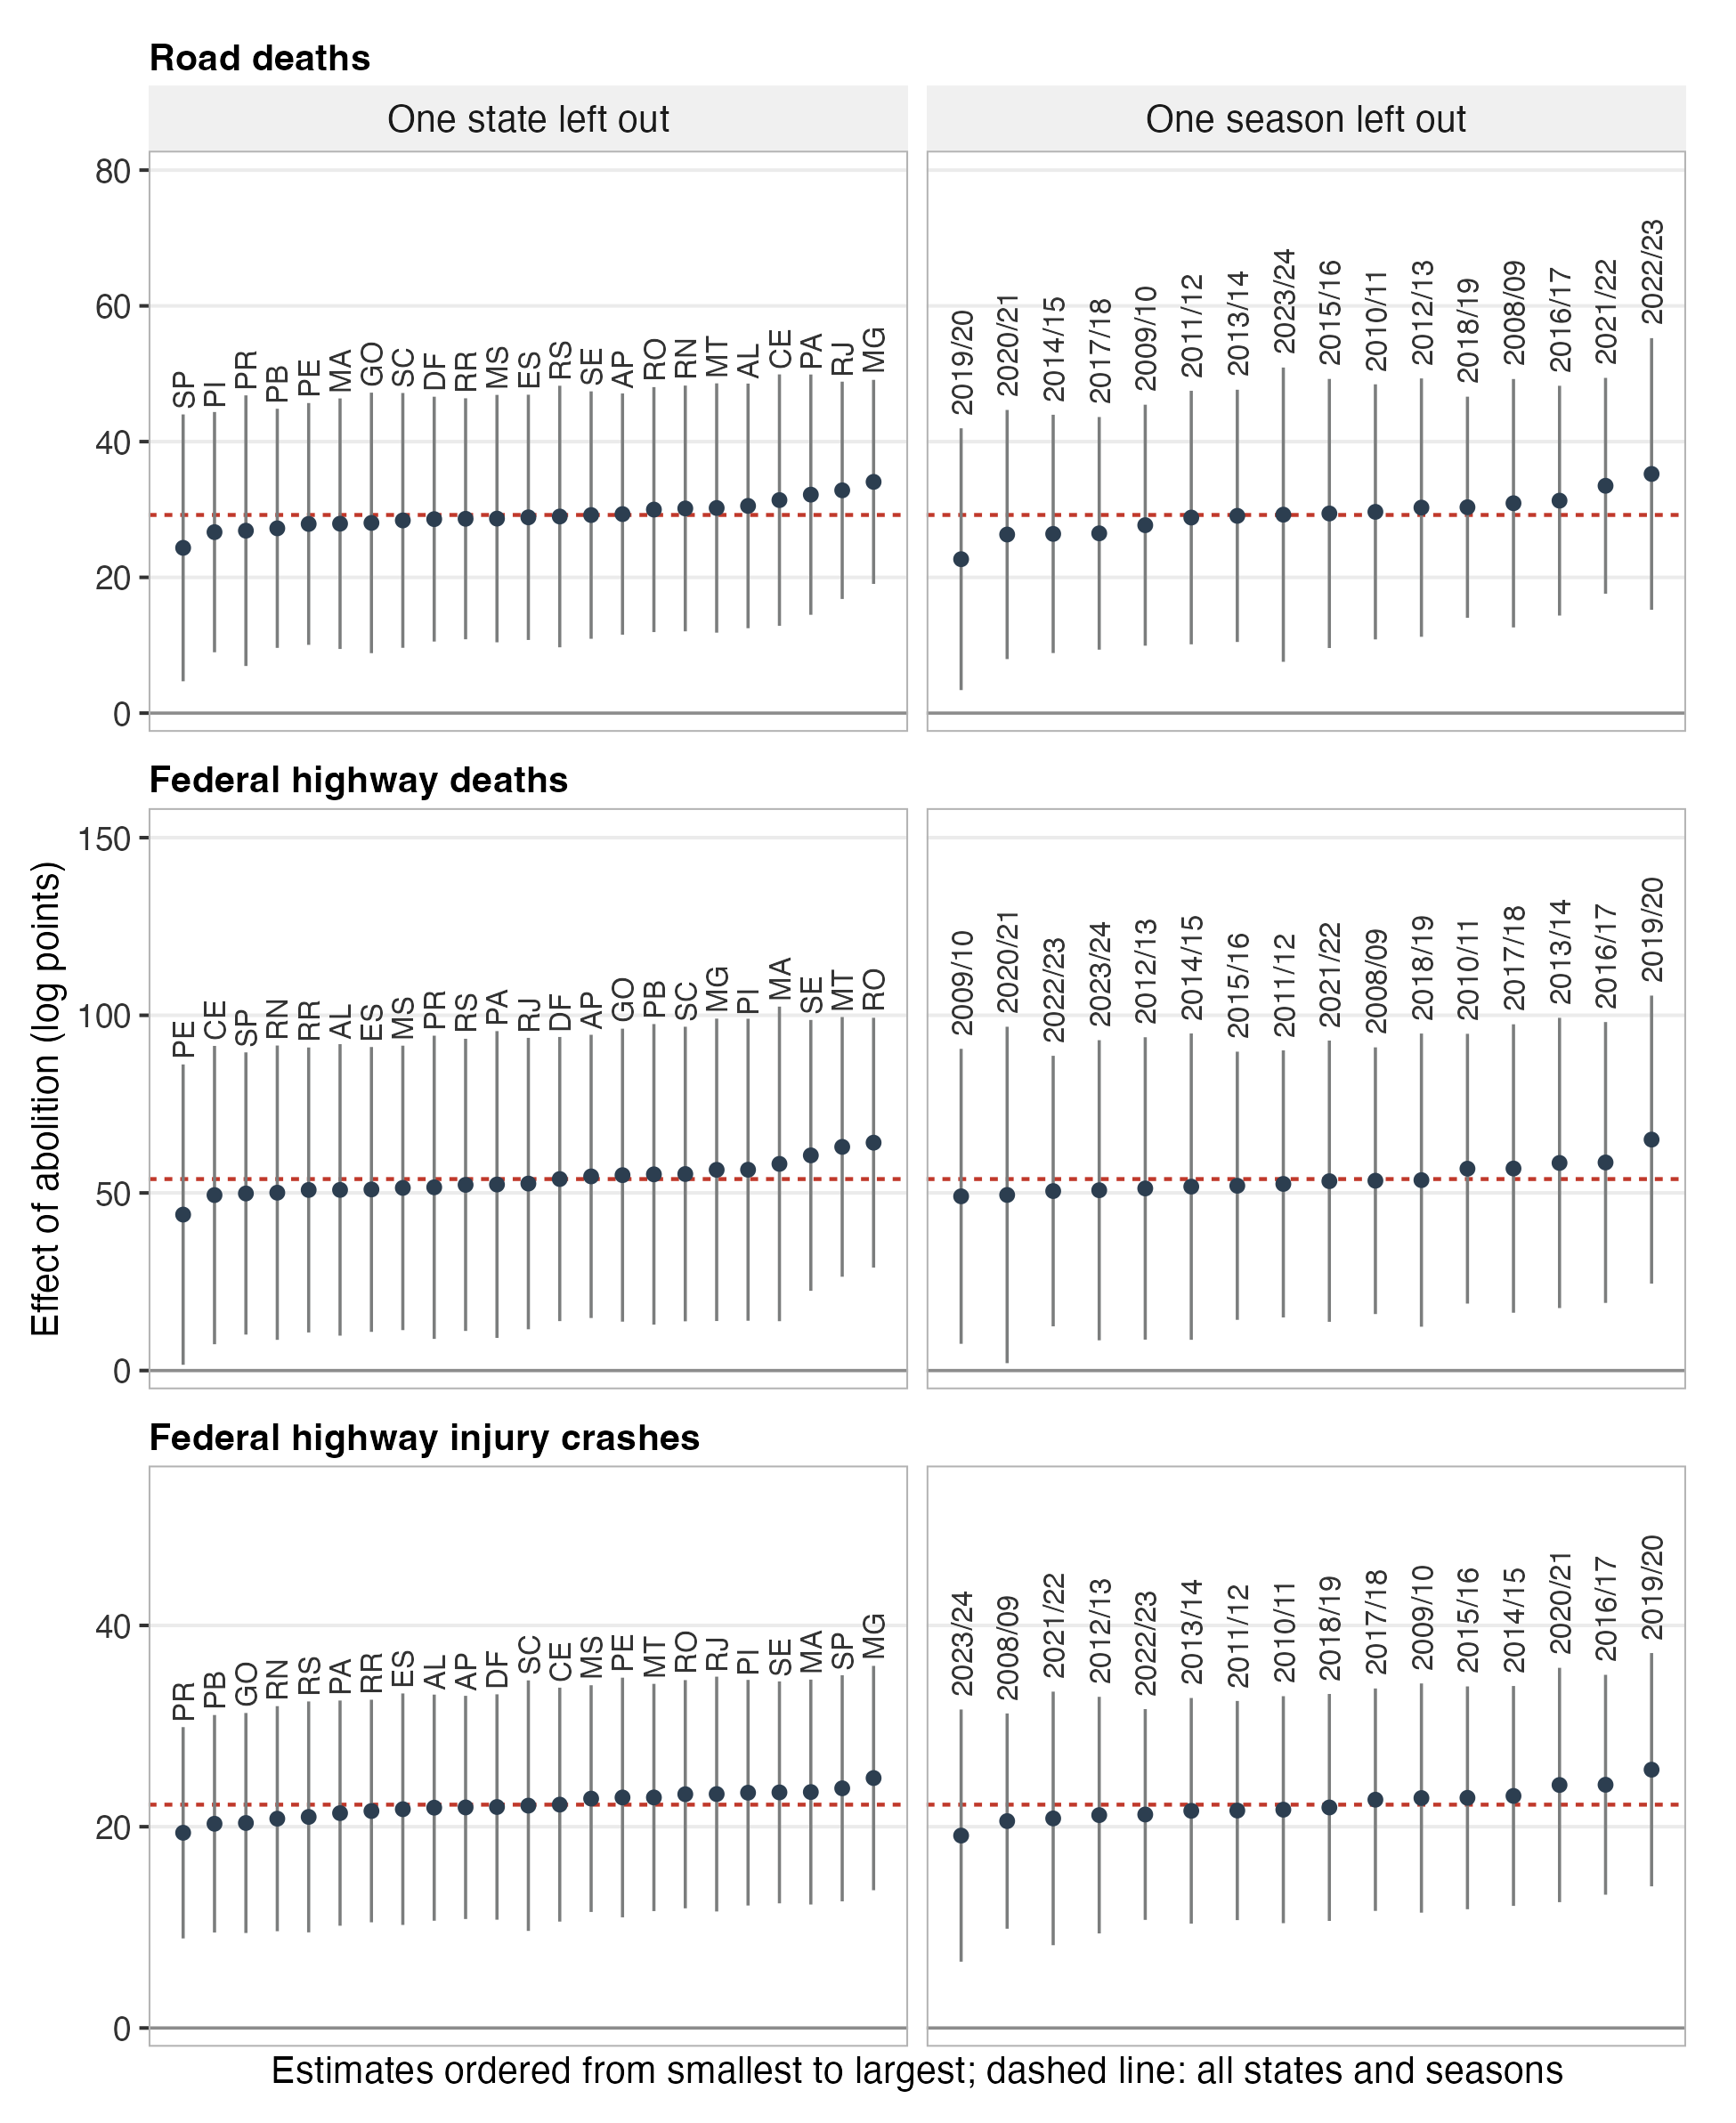 Road deaths
One state left out
One season left out
80
60
40
20
0
SP
PI
PR
PB
PE
MA
GO
SC
DF
RR
MS
ES
RS
SE
AP
RO
RN
MT
AL
CE
PA
RJ
MG
2019/20
2020/21
2014/15
2017/18
2009/10
2011/12
2013/14
2023/24
2015/16
2010/11
2012/13
2018/19
2008/09
2016/17
2021/22
2022/23
Effect of abolition (log points)
Federal highway deaths
150
100
50
0
PE
CE
SP
RN
RR
AL
ES
MS
PR
RS
PA
RJ
DF
AP
GO
PB
SC
MG
PI
MA
SE
MT
RO
2009/10
2020/21
2022/23
2023/24
2012/13
2014/15
2015/16
2011/12
2021/22
2008/09
2018/19
2010/11
2017/18
2013/14
2016/17
2019/20
Federal highway injury crashes
40
20
0
PR
PB
GO
RN
RS
PA
RR
ES
AL
AP
DF
SC
CE
MS
PE
MT
RO
RJ
PI
SE
MA
SP
MG
2023/24
2008/09
2021/22
2012/13
2022/23
2013/14
2011/12
2010/11
2018/19
2017/18
2009/10
2015/16
2014/15
2020/21
2016/17
2019/20
Estimates ordered from smallest to largest; dashed line: all states and seasons